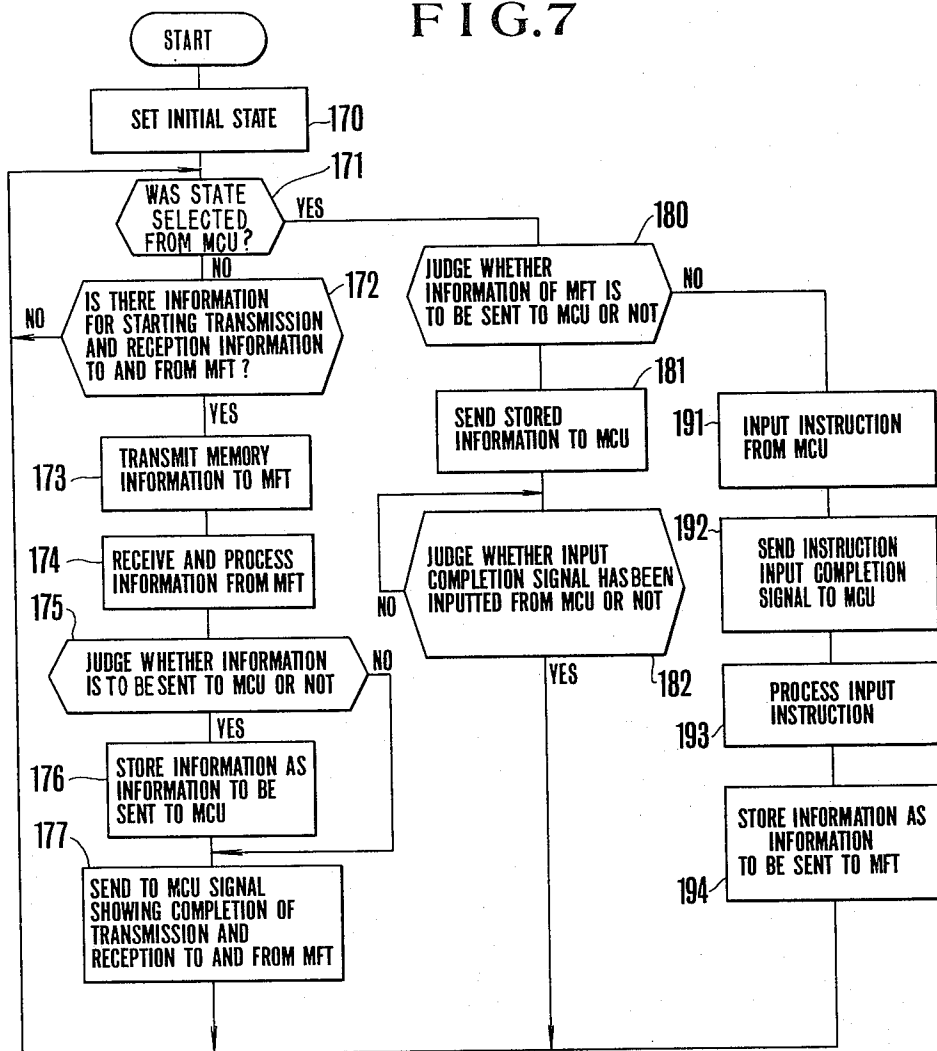 FIG.7
START
SET INITIAL STATE
170
171
WAS STATE
SELECTED
FROM MCU?
YES
NO
172
IS THERE INFORMATION
FOR STARTING TRANSMISSION
AND RECEPTION INFORMATION
TO AND FROM MFT?
NO
YES
173
TRANSMIT MEMORY
INFORMATION TO MFT
174
RECEIVE AND PROCESS
INFORMATION FROM MFT
175
JUDGE WHETHER INFORMATION
IS TO BE SENT TO MCU OR NOT
NO
YES
176
STORE INFORMATION AS
INFORMATION TO BE
SENT TO MCU
177
SEND TO MCU SIGNAL
SHOWING COMPLETION OF
TRANSMISSION AND
RECEPTION TO AND FROM MFT
180
JUDGE WHETHER
INFORMATION OF MFT IS
TO BE SENT TO MCU OR NOT
NO
181
SEND STORED
INFORMATION TO MCU
JUDGE WHETHER INPUT
COMPLETION SIGNAL HAS BEEN
INPUTTED FROM MCU OR NOT
NO
YES
182
191
INPUT INSTRUCTION
FROM MCU
192
SEND INSTRUCTION
INPUT COMPLETION
SIGNAL TO MCU
PROCESS INPUT
INSTRUCTION
193
STORE INFORMATION AS
INFORMATION
TO BE SENT TO MFT
194